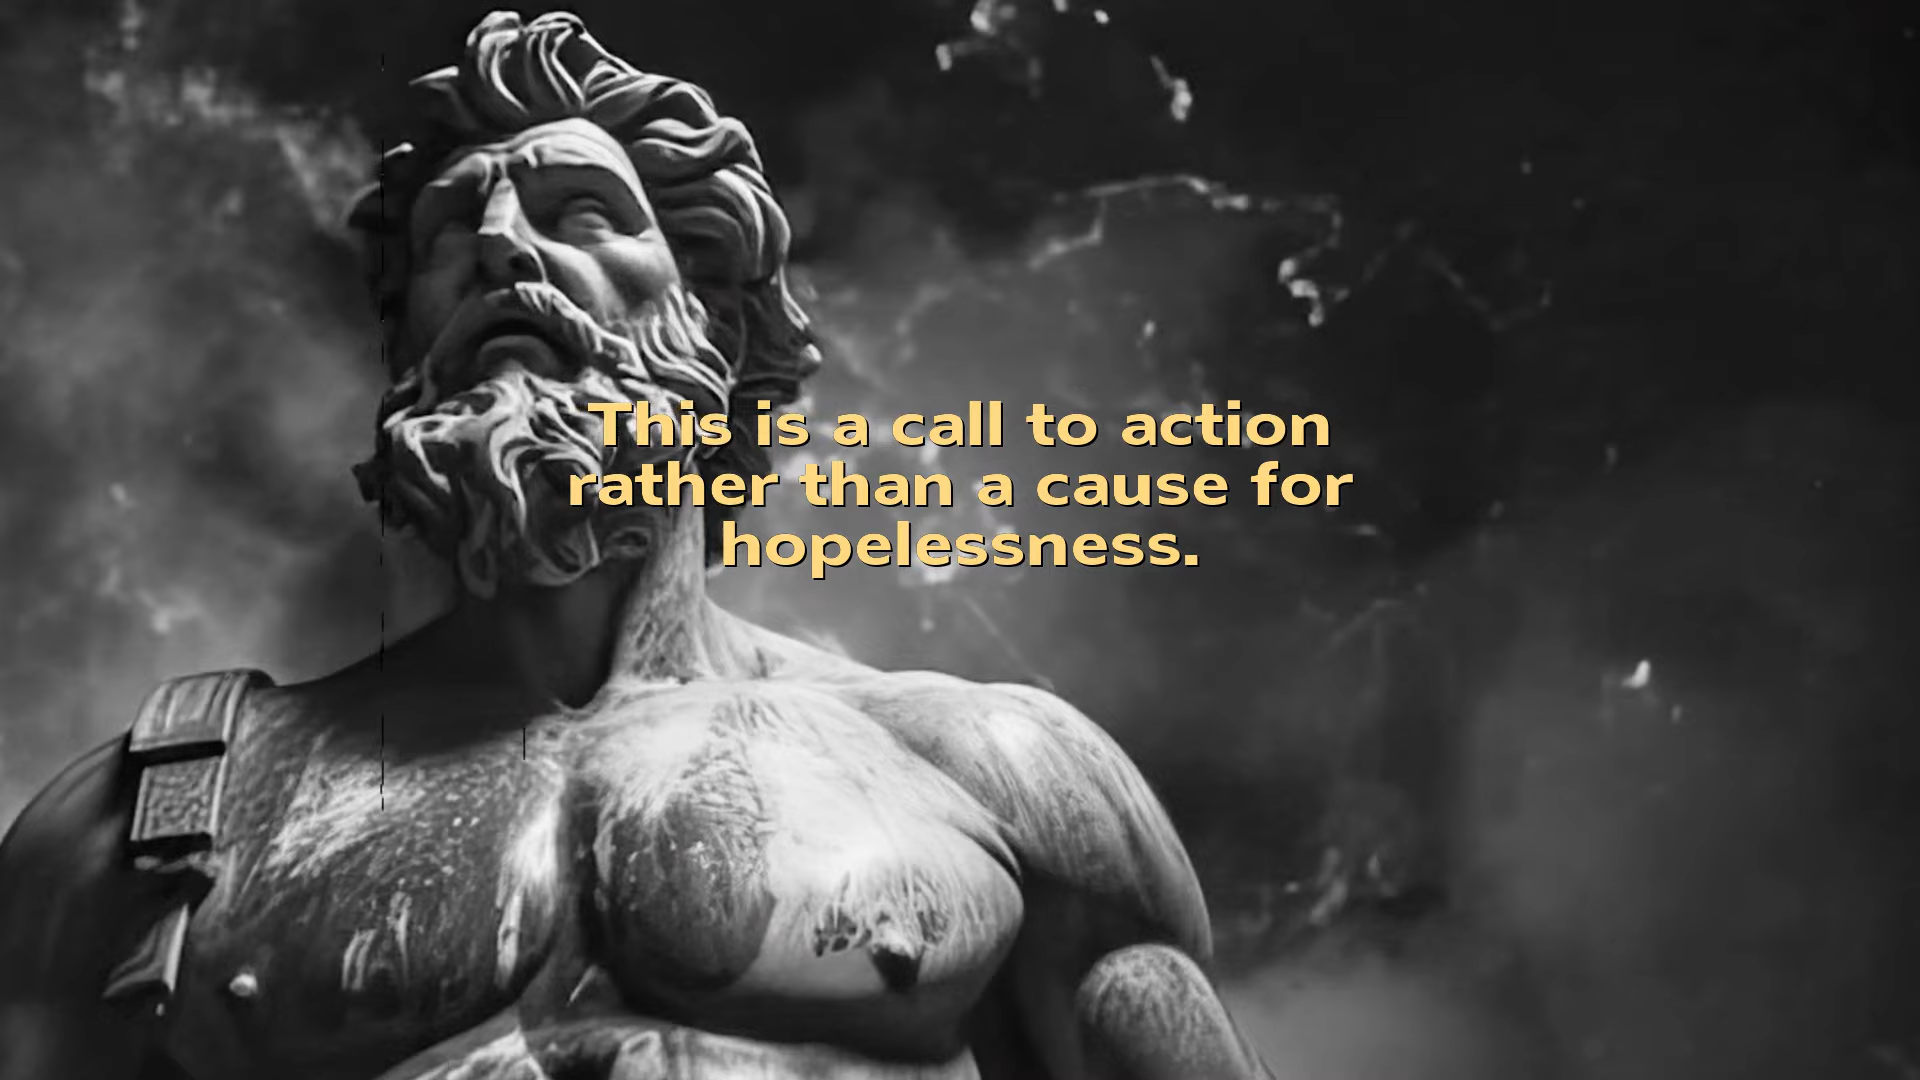 This is a call to action
rather than a cause for
hopelessness.